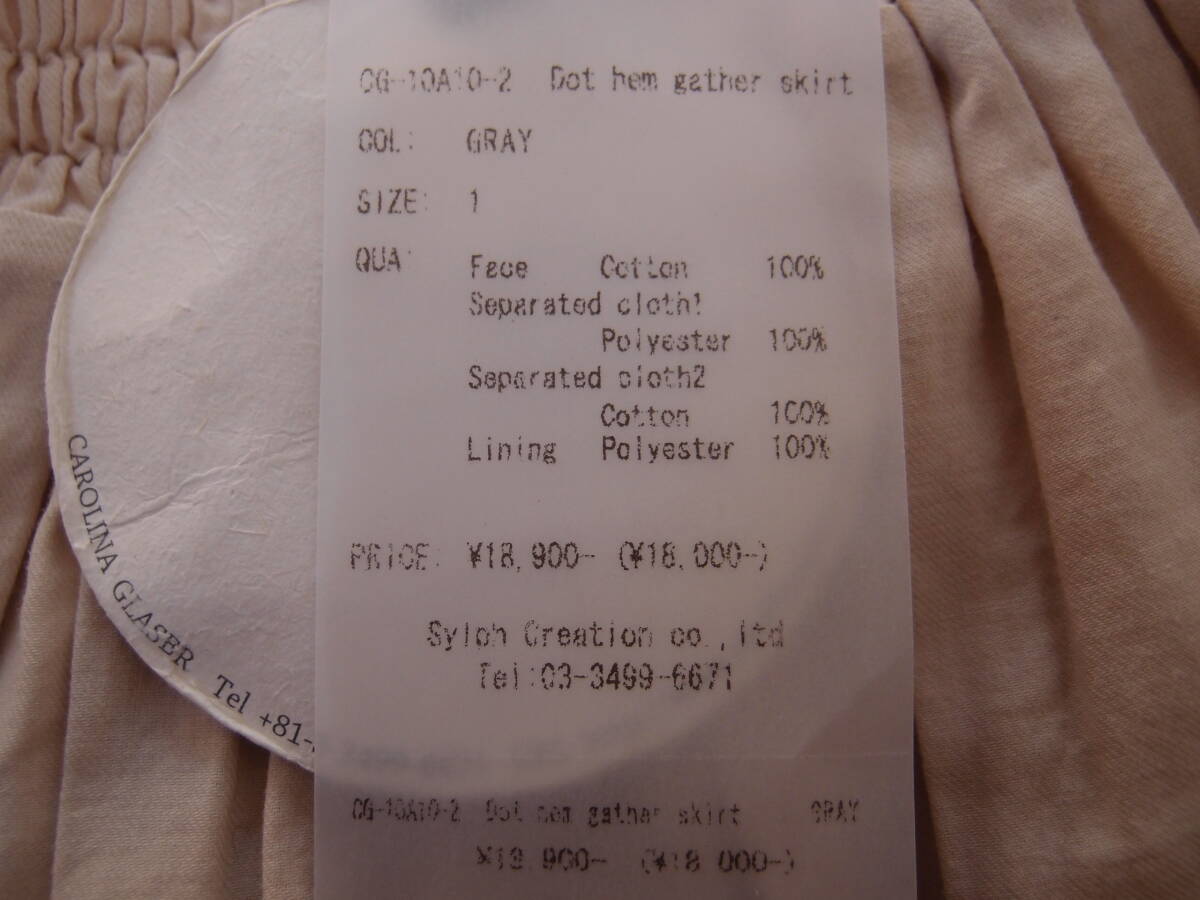 CG-10A10-2 Dot hem gather skirt
COL: GRAY
SIZE: 1
QUA: Face Cotton 100%
Separated cloth1
Polyester 100%
Separated cloth2
Cotton 100%
Lining Polyester 100%
PRICE: ¥18,900- (¥18,000-)
Sylph Creation co.,ltd
Tel:03-3499-6671
CG-10A10-2 Dot hem gather skirt GRAY
¥18,900- (¥18,000-)
CAROLINA GLASER Tel +81-